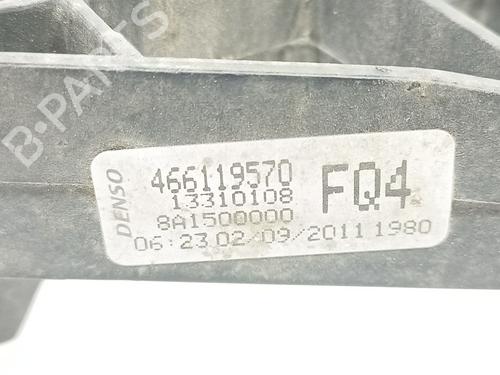 B-PARTS
DENSO
466119570
13310108
8A1500000
FQ4
06:23 02/09/2011 1980